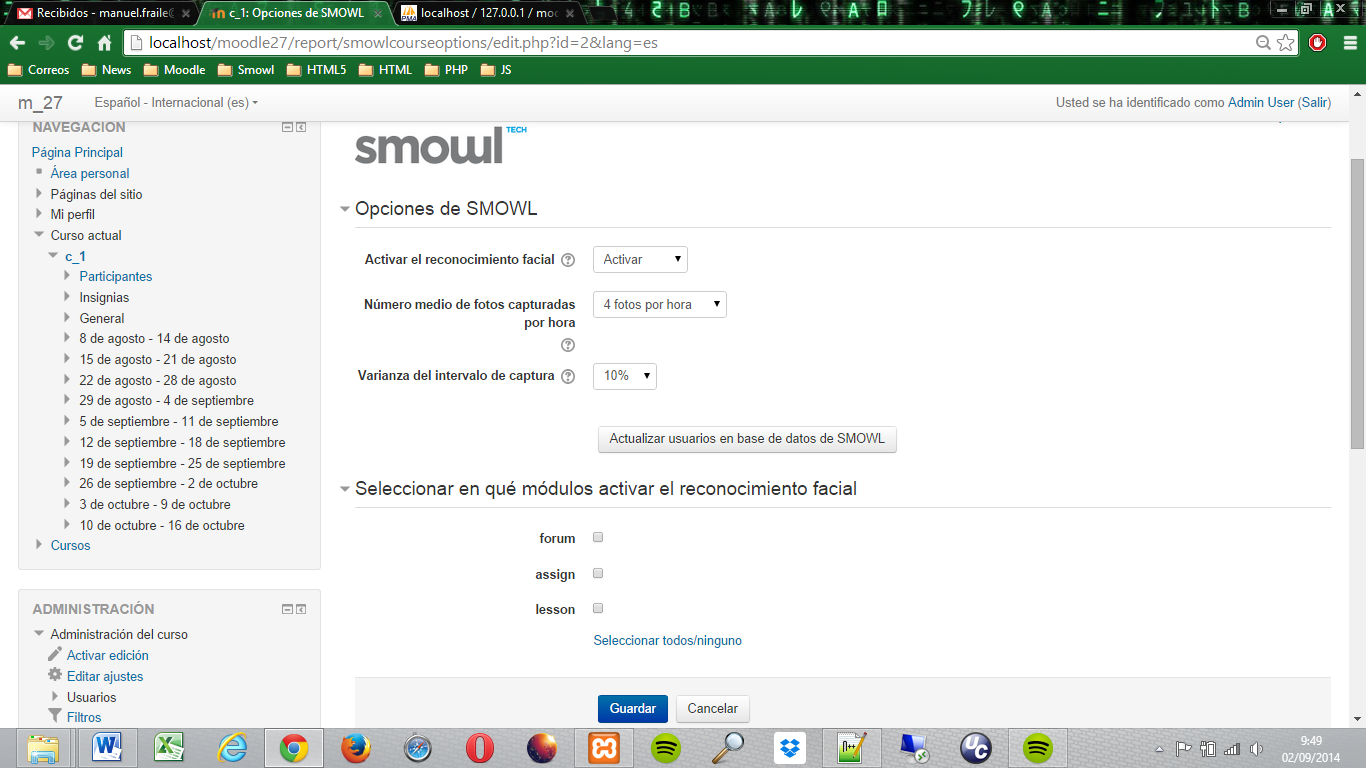 Recibidos - manuel.fraile@
c_1: Opciones de SMOWL
localhost / 127.0.0.1 / moo
localhost/moodle27/report/smowlcourseoptions/edit.php?id=2&lang=es
Correos
News
Moodle
Smowl
HTML5
HTML
PHP
JS
m_27
Español - Internacional (es)
Usted se ha identificado como Admin User (Salir)
NAVEGACIÓN
Página Principal
Área personal
Páginas del sitio
Mi perfil
Curso actual
c_1
Participantes
Insignias
General
8 de agosto - 14 de agosto
15 de agosto - 21 de agosto
22 de agosto - 28 de agosto
29 de agosto - 4 de septiembre
5 de septiembre - 11 de septiembre
12 de septiembre - 18 de septiembre
19 de septiembre - 25 de septiembre
26 de septiembre - 2 de octubre
3 de octubre - 9 de octubre
10 de octubre - 16 de octubre
Cursos
ADMINISTRACIÓN
Administración del curso
Activar edición
Editar ajustes
Usuarios
Filtros
smowl TECH
Opciones de SMOWL
Activar el reconocimiento facial
Activar
Número medio de fotos capturadas
por hora
4 fotos por hora
Varianza del intervalo de captura
10%
Actualizar usuarios en base de datos de SMOWL
Seleccionar en qué módulos activar el reconocimiento facial
forum
assign
lesson
Seleccionar todos/ninguno
Guardar
Cancelar
9:49
02/09/2014